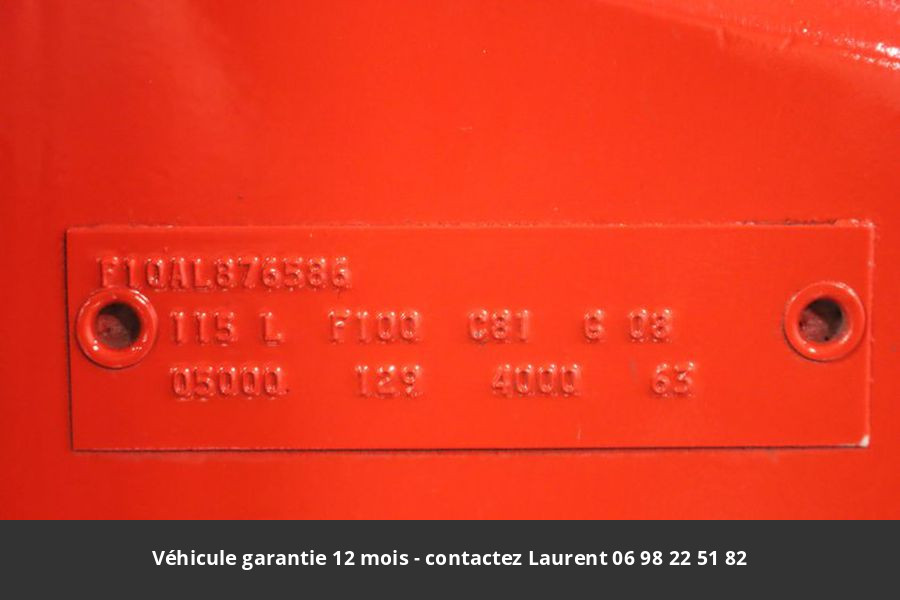 F10AL876586
115 L F100 C81 G 08
05000 129 4000 63
Véhicule garantie 12 mois - contactez Laurent 06 98 22 51 82